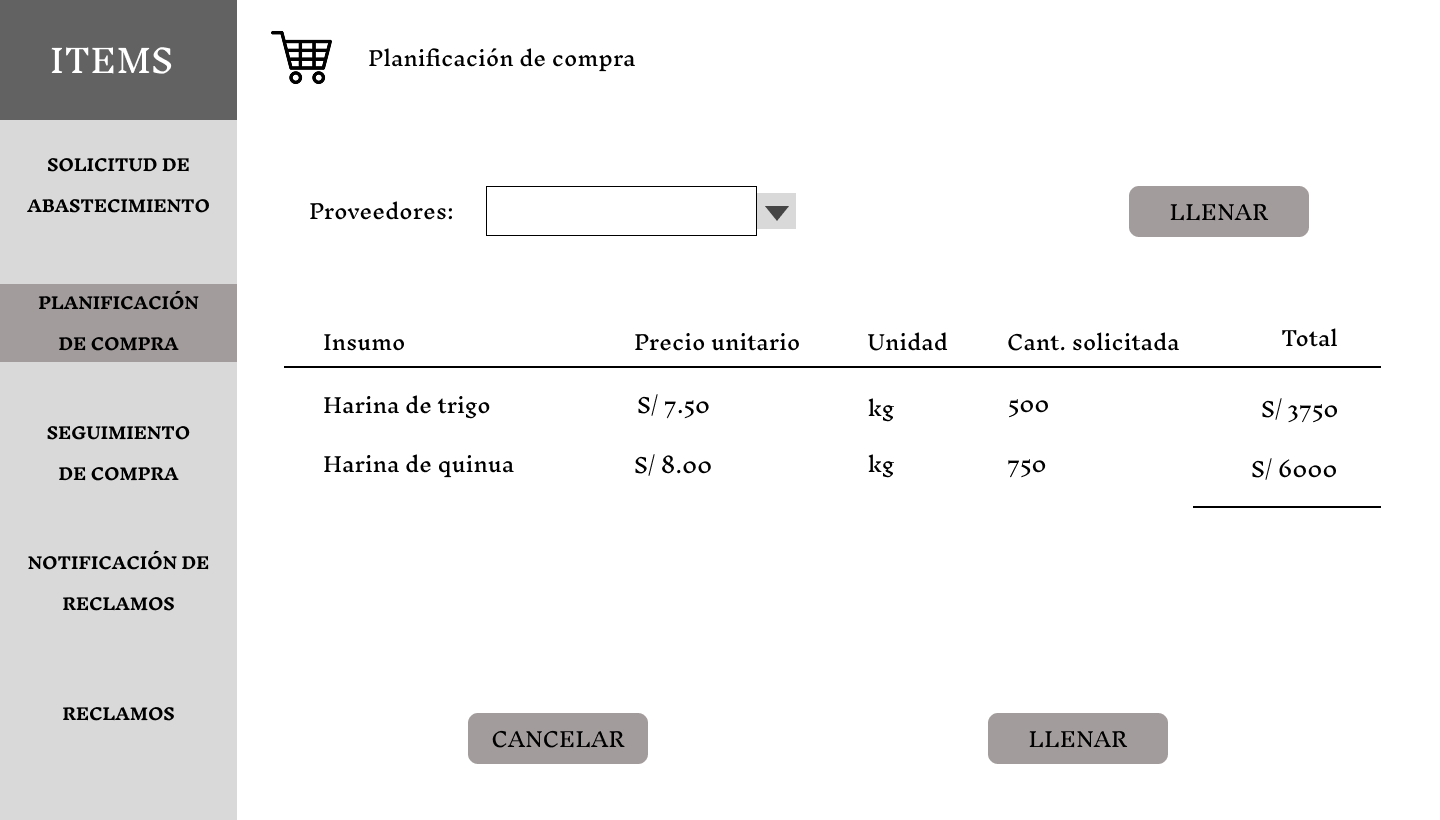 ITEMS
Planificación de compra
SOLICITUD DE
ABASTECIMIENTO
PLANIFICACIÓN
DE COMPRA
SEGUIMIENTO
DE COMPRA
NOTIFICACIÓN DE
RECLAMOS
RECLAMOS
Proveedores:
LLENAR
Insumo Precio unitario Unidad Cant. solicitada Total
Harina de trigo S/ 7.50 kg 500 S/ 3750
Harina de quinua S/ 8.00 kg 750 S/ 6000
CANCELAR LLENAR